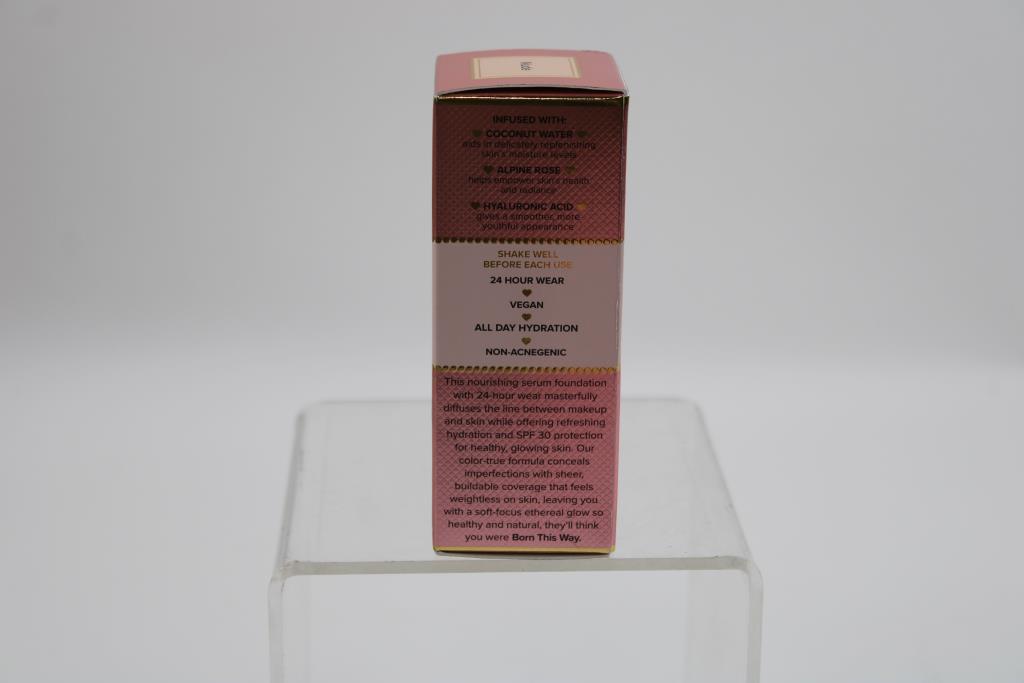 Nude
INFUSED WITH:
COCONUT WATER
aids in delicately replenishing
skin's moisture levels
ALPINE ROSE
helps empower skin's health
and radiance
HYALURONIC ACID
gives a smoother, more
youthful appearance
SHAKE WELL
BEFORE EACH USE
24 HOUR WEAR
VEGAN
ALL DAY HYDRATION
NON-ACNEGENIC
This nourishing serum foundation
with 24-hour wear masterfully
diffuses the line between makeup
and skin while offering refreshing
hydration and SPF 30 protection
for healthy, glowing skin. Our
color-true formula conceals
imperfections with sheer,
buildable coverage that feels
weightless on skin, leaving you
with a soft-focus ethereal glow so
healthy and natural, they'll think
you were Born This Way.